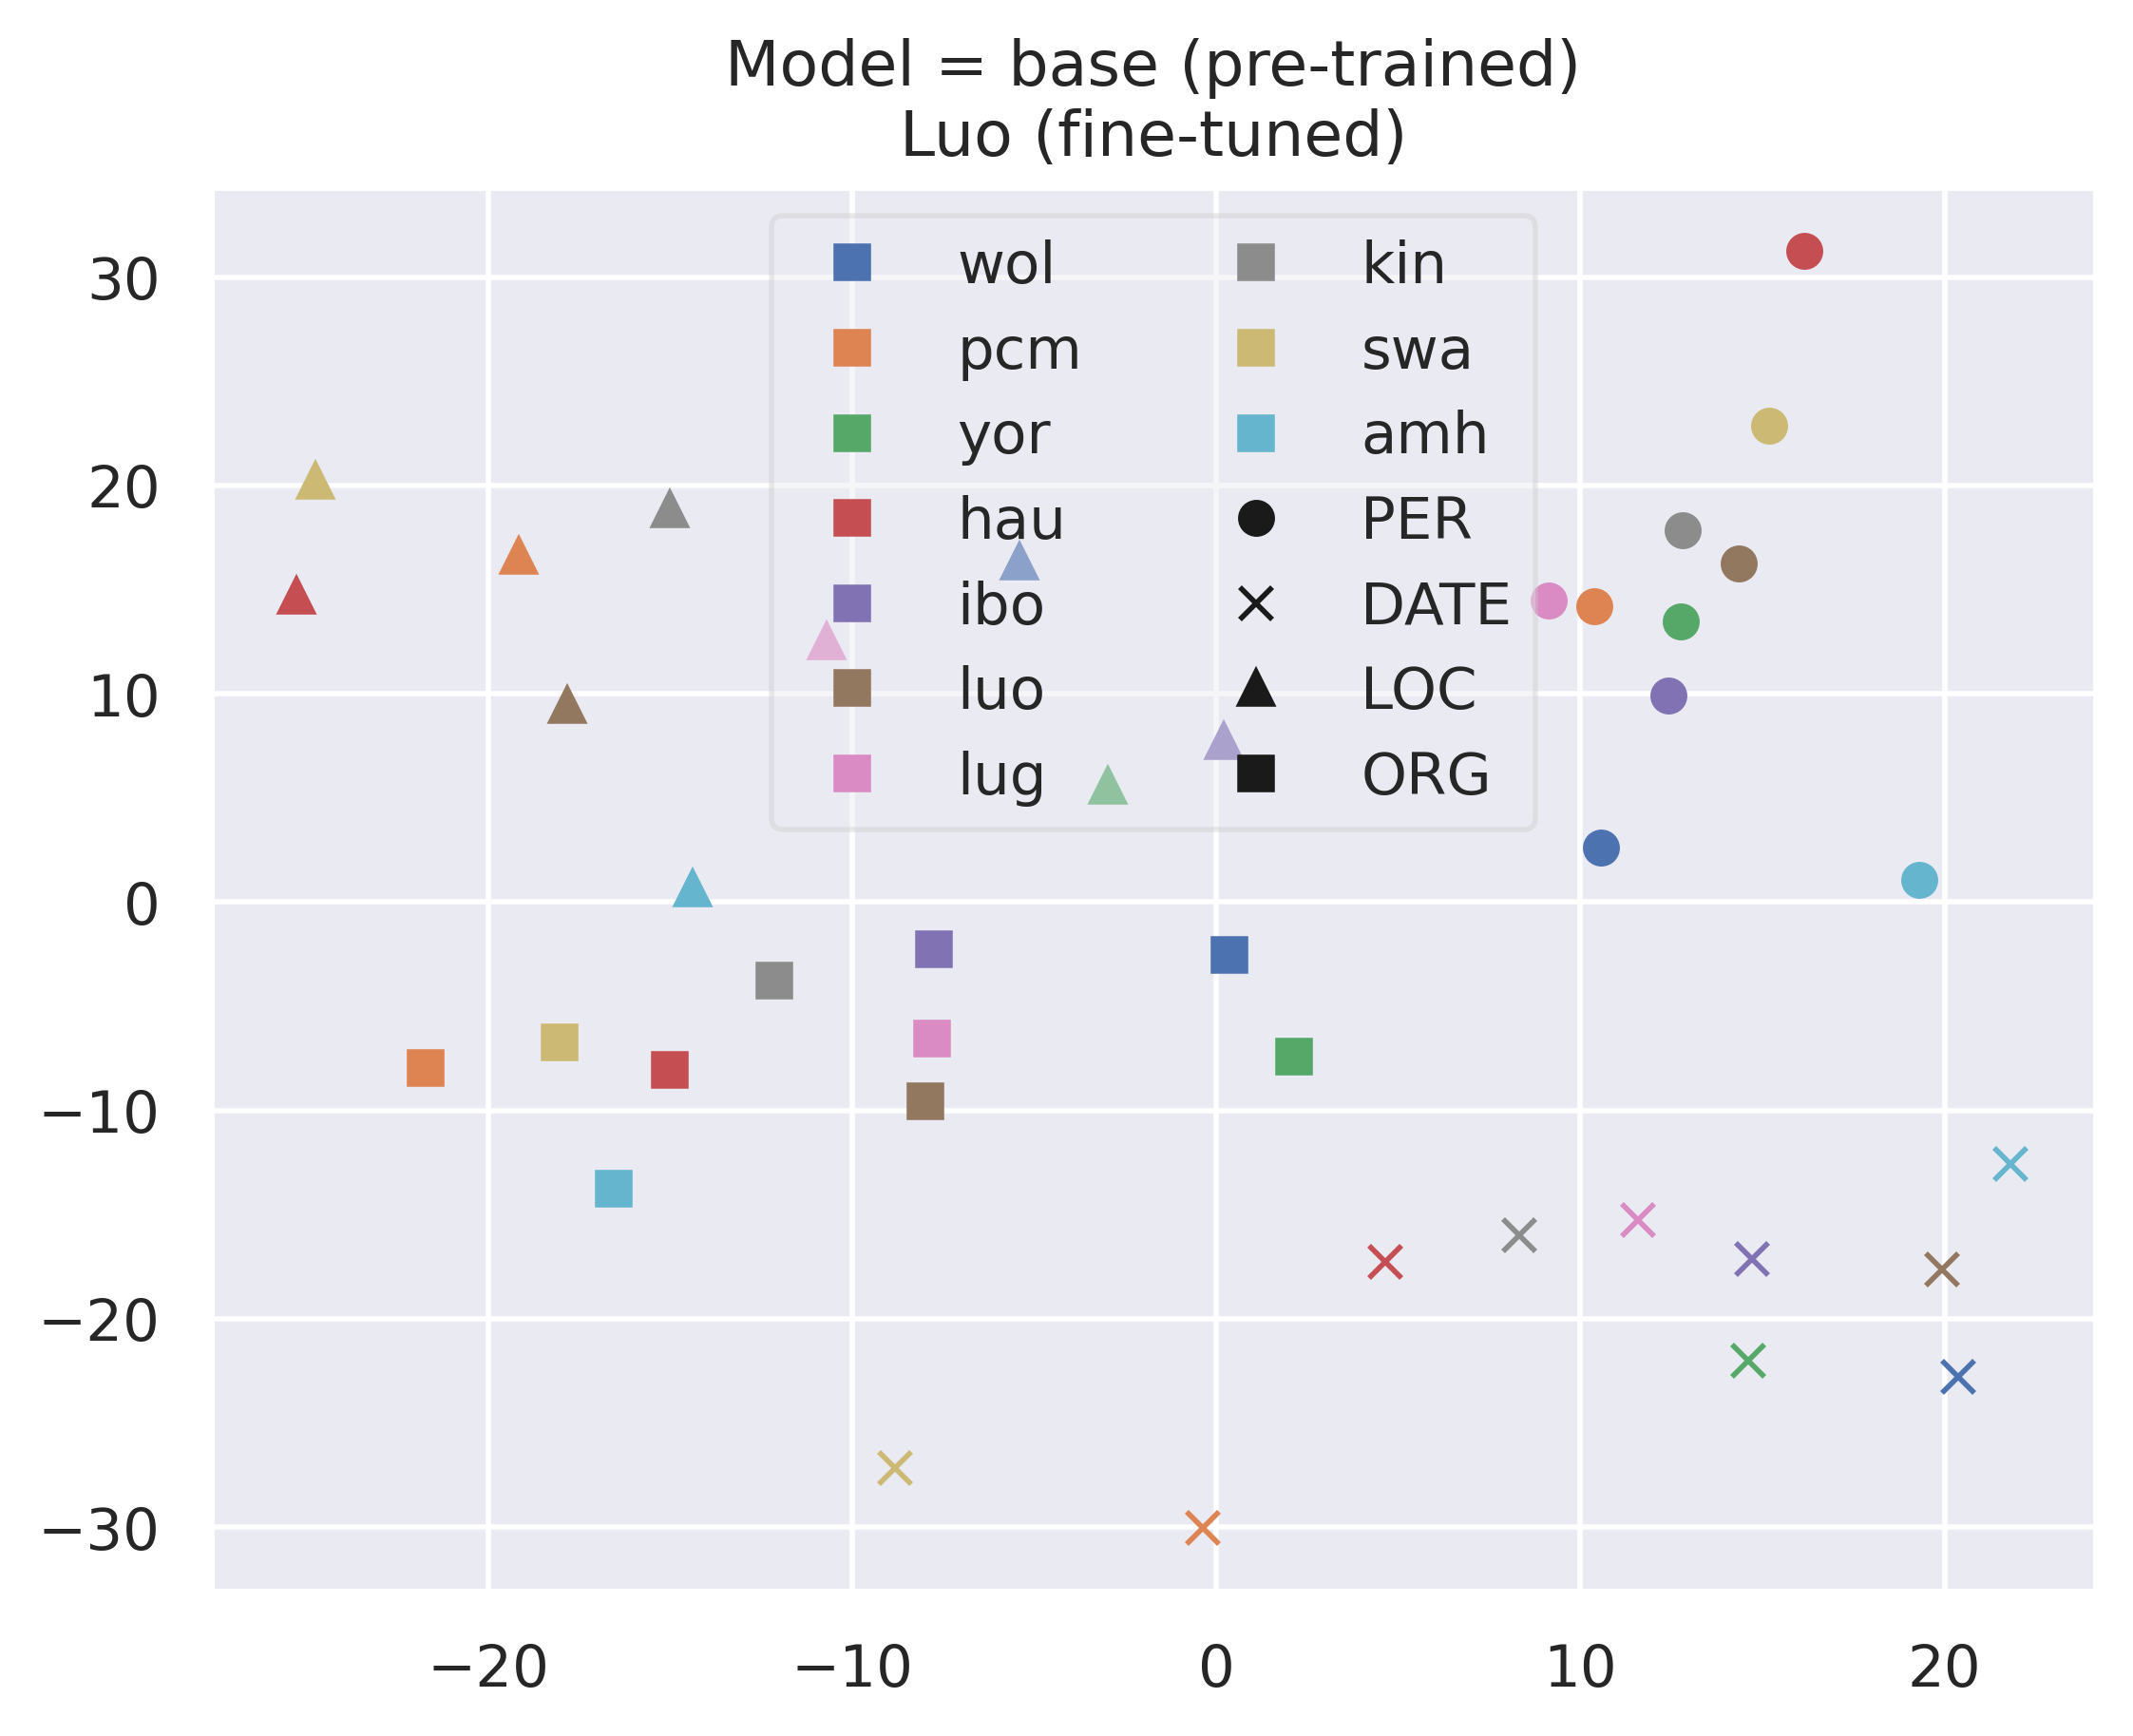 Model = base (pre-trained)
Luo (fine-tuned)
30
20
10
0
−10
−20
−30
wol
pcm
yor
hau
ibo
luo
lug
kin
swa
amh
PER
DATE
LOC
ORG
−20 −10 0 10 20